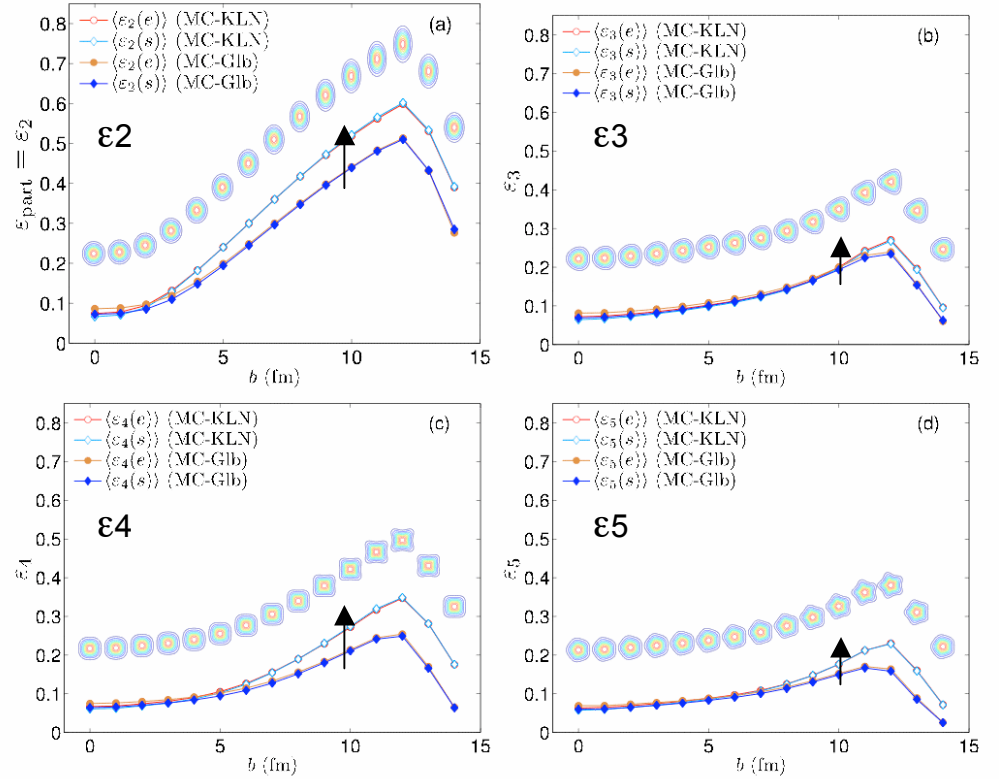 (a)
⟨ε2(e)⟩ (MC-KLN)
⟨ε2(s)⟩ (MC-KLN)
⟨ε2(e)⟩ (MC-Glb)
⟨ε2(s)⟩ (MC-Glb)
ε2
εpart = ε2
0.8
0.7
0.6
0.5
0.4
0.3
0.2
0.1
0
0 5 10 15
b (fm)
(b)
⟨ε3(e)⟩ (MC-KLN)
⟨ε3(s)⟩ (MC-KLN)
⟨ε3(e)⟩ (MC-Glb)
⟨ε3(s)⟩ (MC-Glb)
ε3
ε3
0.8
0.7
0.6
0.5
0.4
0.3
0.2
0.1
0
0 5 10 15
b (fm)
(c)
⟨ε4(e)⟩ (MC-KLN)
⟨ε4(s)⟩ (MC-KLN)
⟨ε4(e)⟩ (MC-Glb)
⟨ε4(s)⟩ (MC-Glb)
ε4
ε4
0.8
0.7
0.6
0.5
0.4
0.3
0.2
0.1
0
0 5 10 15
b (fm)
(d)
⟨ε5(e)⟩ (MC-KLN)
⟨ε5(s)⟩ (MC-KLN)
⟨ε5(e)⟩ (MC-Glb)
⟨ε5(s)⟩ (MC-Glb)
ε5
ε5
0.8
0.7
0.6
0.5
0.4
0.3
0.2
0.1
0
0 5 10 15
b (fm)